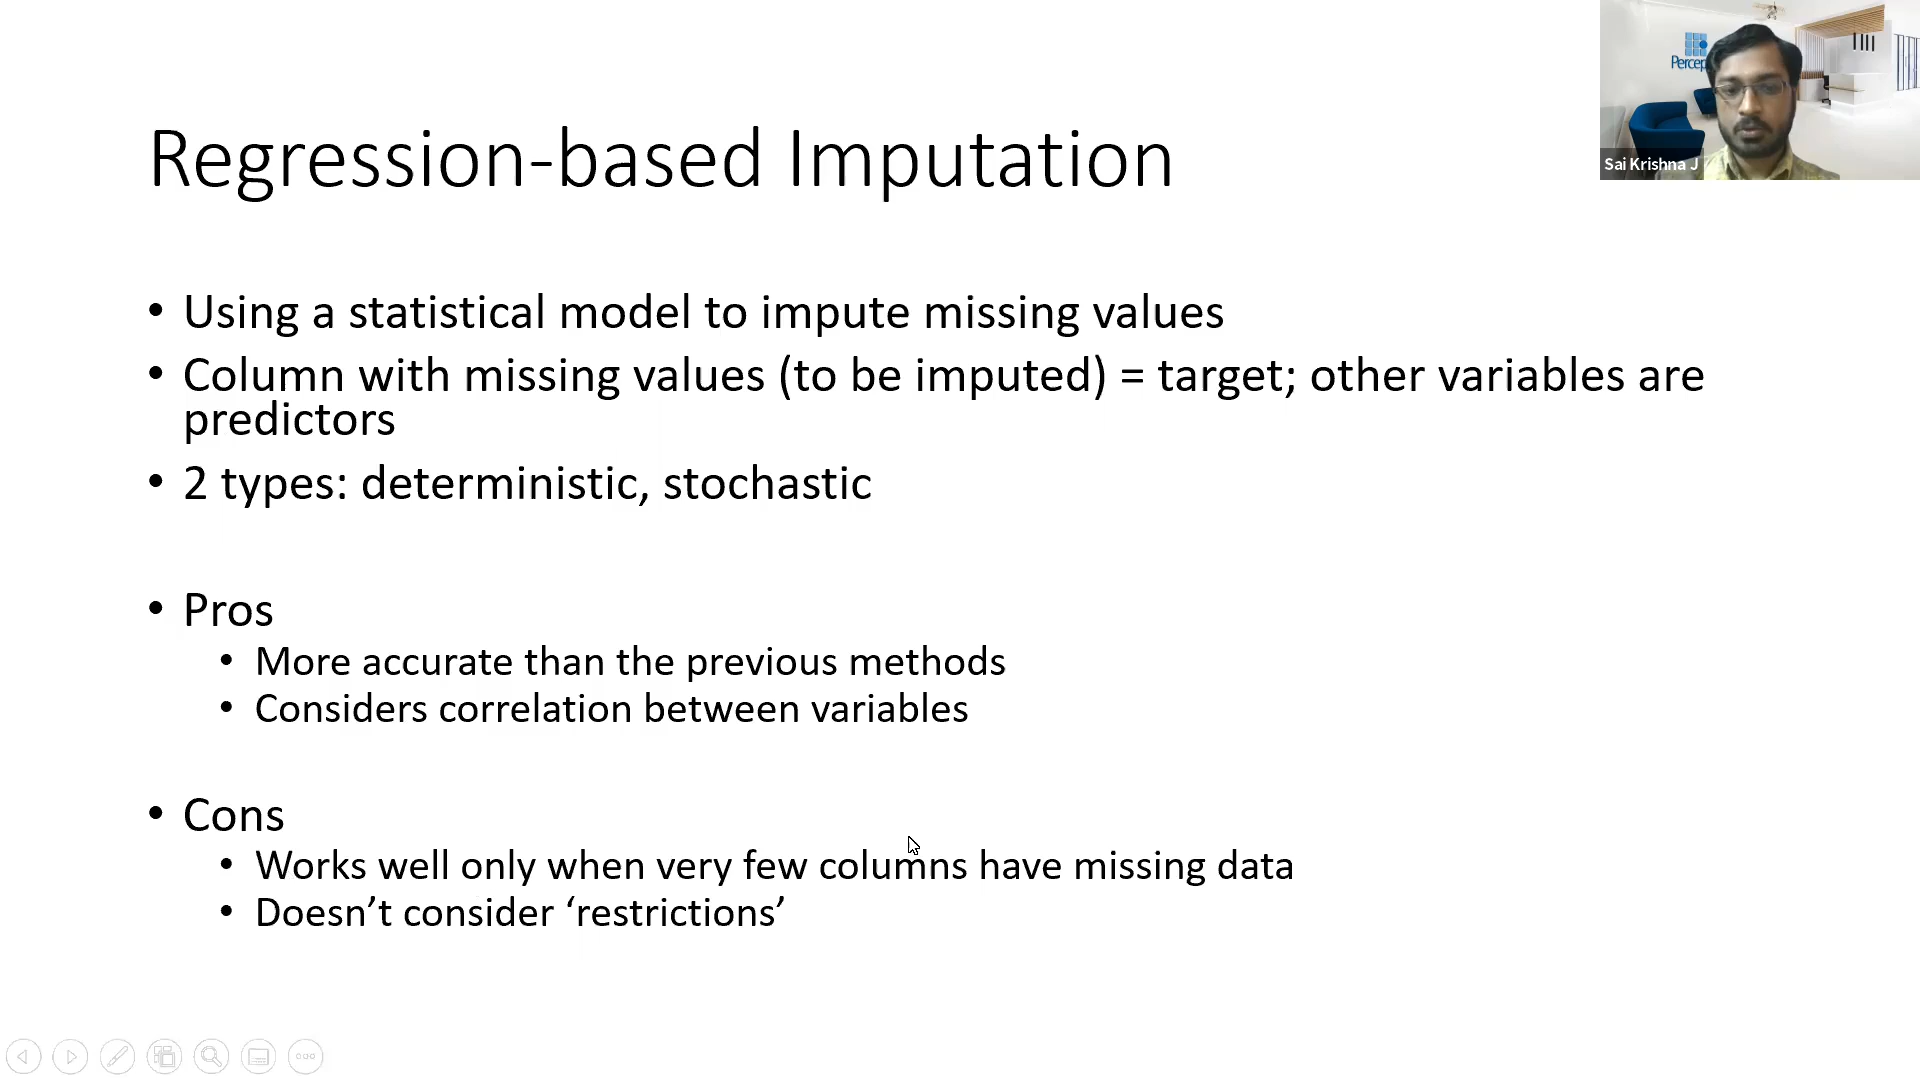 Percep
Sai Krishna J
Regression-based Imputation
• Using a statistical model to impute missing values
• Column with missing values (to be imputed) = target; other variables are
predictors
• 2 types: deterministic, stochastic
• Pros
• More accurate than the previous methods
• Considers correlation between variables
• Cons
• Works well only when very few columns have missing data
• Doesn’t consider ‘restrictions’